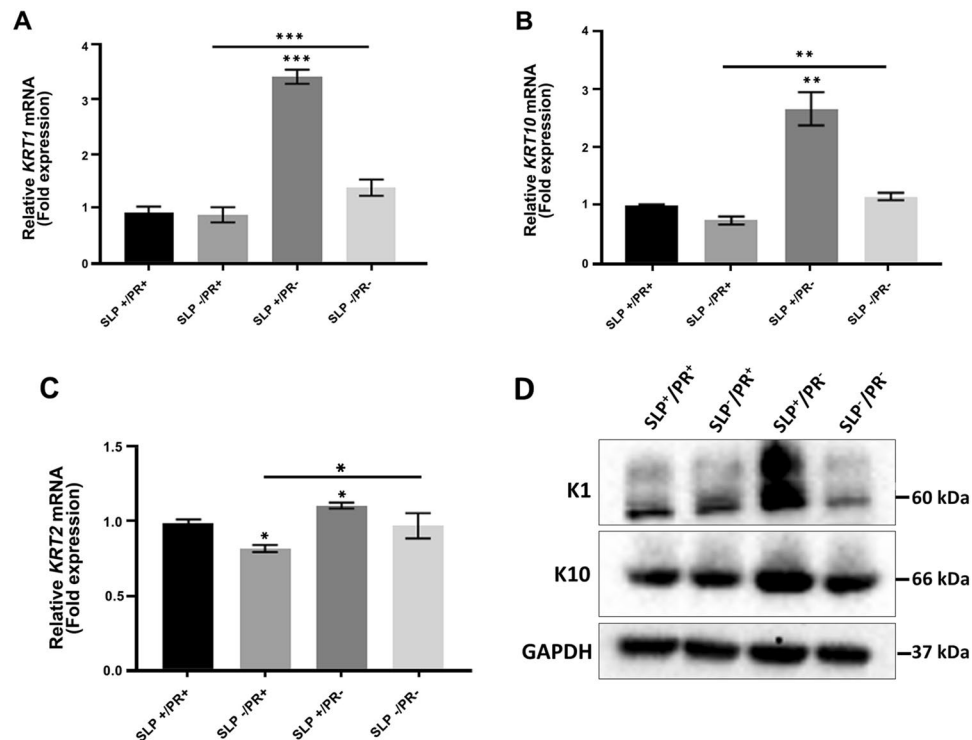 A
Relative KRT1 mRNA
(Fold expression)
4
3
2
1
0
***
***
SLP +/PR+
SLP -/PR+
SLP +/PR-
SLP -/PR-
B
Relative KRT10 mRNA
(Fold expression)
4
3
2
1
0
**
**
SLP +/PR+
SLP -/PR+
SLP +/PR-
SLP -/PR-
C
Relative KRT2 mRNA
(Fold expression)
1.5
1.0
0.5
0.0
*
*
*
SLP +/PR+
SLP -/PR+
SLP +/PR-
SLP -/PR-
D
SLP⁺/PR⁺
SLP⁻/PR⁺
SLP⁺/PR⁻
SLP⁻/PR⁻
K1
60 kDa
K10
66 kDa
GAPDH
37 kDa